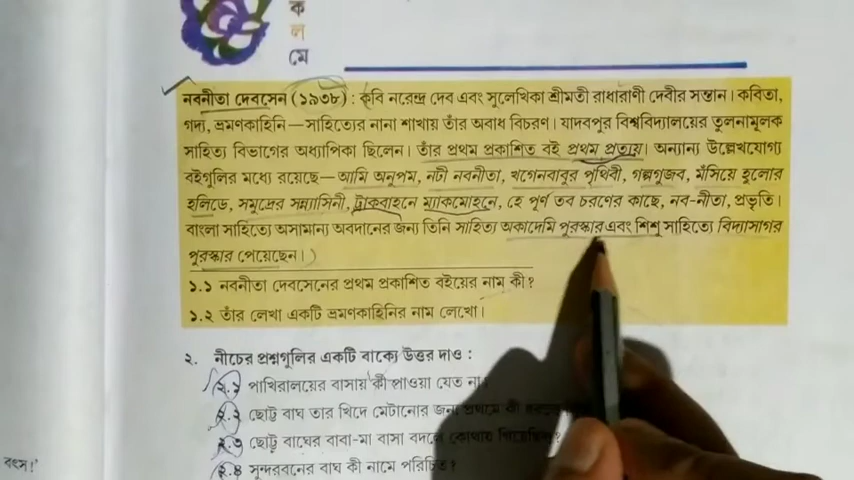 ক
ল
মে
নবনীতা দেবসেন (১৯৩৮) : কবি নরেন্দ্র দেব এবং সুলেখিকা শ্রীমতী রাধারাণী দেবীর সন্তান। কবিতা,
গদ্য, ভ্রমণকাহিনি—সাহিত্যের নানা শাখায় তাঁর অবাধ বিচরণ। যাদবপুর বিশ্ববিদ্যালয়ের তুলনামূলক
সাহিত্য বিভাগের অধ্যাপিকা ছিলেন। তাঁর প্রথম প্রকাশিত বই প্রথম প্রত্যয়। অন্যান্য উল্লেখযোগ্য
বইগুলির মধ্যে রয়েছে— আমি অনুপম, নটী নবনীতা, খগেনবাবুর পৃথিবী, গল্পগুজব, মঁসিয়ে হুলোর
হলিডে, সমুদ্রের সন্ন্যাসিনী, ট্রাকবাহনে ম্যাকমোহনে, হে পূর্ণ তব চরণের কাছে, নব-নীতা, প্রভৃতি।
বাংলা সাহিত্যে অসামান্য অবদানের জন্য তিনি সাহিত্য অকাদেমি পুরস্কার এবং শিশু সাহিত্যে বিদ্যাসাগর
পুরস্কার পেয়েছেন।
১.১ নবনীতা দেবসেনের প্রথম প্রকাশিত বইয়ের নাম কী?
১.২ তাঁর লেখা একটি ভ্রমণকাহিনির নাম লেখো।
২. নীচের প্রশ্নগুলির একটি বাক্যে উত্তর দাও :
২.১ পাখিরালয়ের বাসায় কী পাওয়া যেত না
২.২ ছোট্ট বাঘ তার খিদে মেটানোর জন্য প্রথমে কী
২.৩ ছোট্ট বাঘের বাবা-মা বাসা বদলে কোথায় গিয়েছিল?
২.৪ সুন্দরবনের বাঘ কী নামে পরিচিত?
বৎস!'